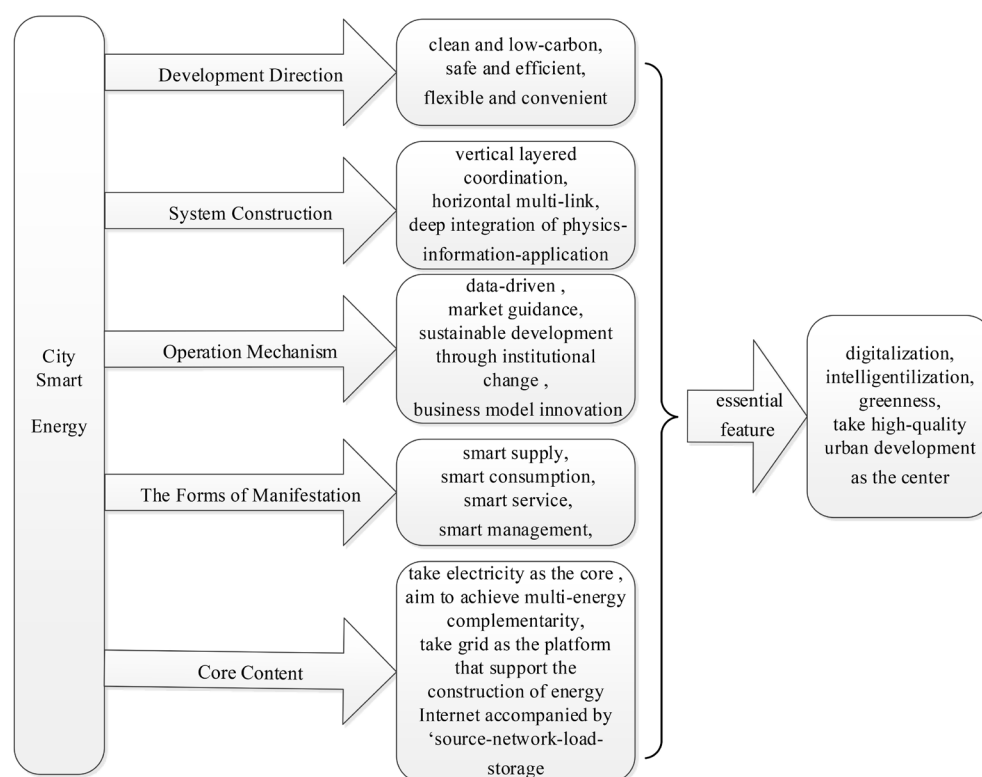 City
Smart
Energy
Development Direction
clean and low-carbon,
safe and efficient,
flexible and convenient
System Construction
vertical layered
coordination,
horizontal multi-link,
deep integration of physics-
information-application
Operation Mechanism
data-driven ,
market guidance,
sustainable development
through institutional
change ,
business model innovation
The Forms of Manifestation
smart supply,
smart consumption,
smart service,
smart management,
Core Content
take electricity as the core ,
aim to achieve multi-energy
complementarity,
take grid as the platform
that support the
construction of energy
Internet accompanied by
‘source-network-load-
storage
essential
feature
digitalization,
intelligentilization,
greenness,
take high-quality
urban development
as the center